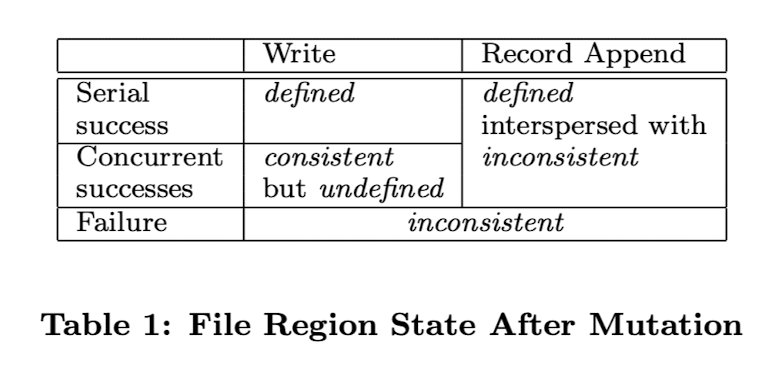 Write Record Append
Serial success defined defined interspersed with inconsistent
Concurrent successes consistent but undefined
Failure inconsistent
Table 1: File Region State After Mutation